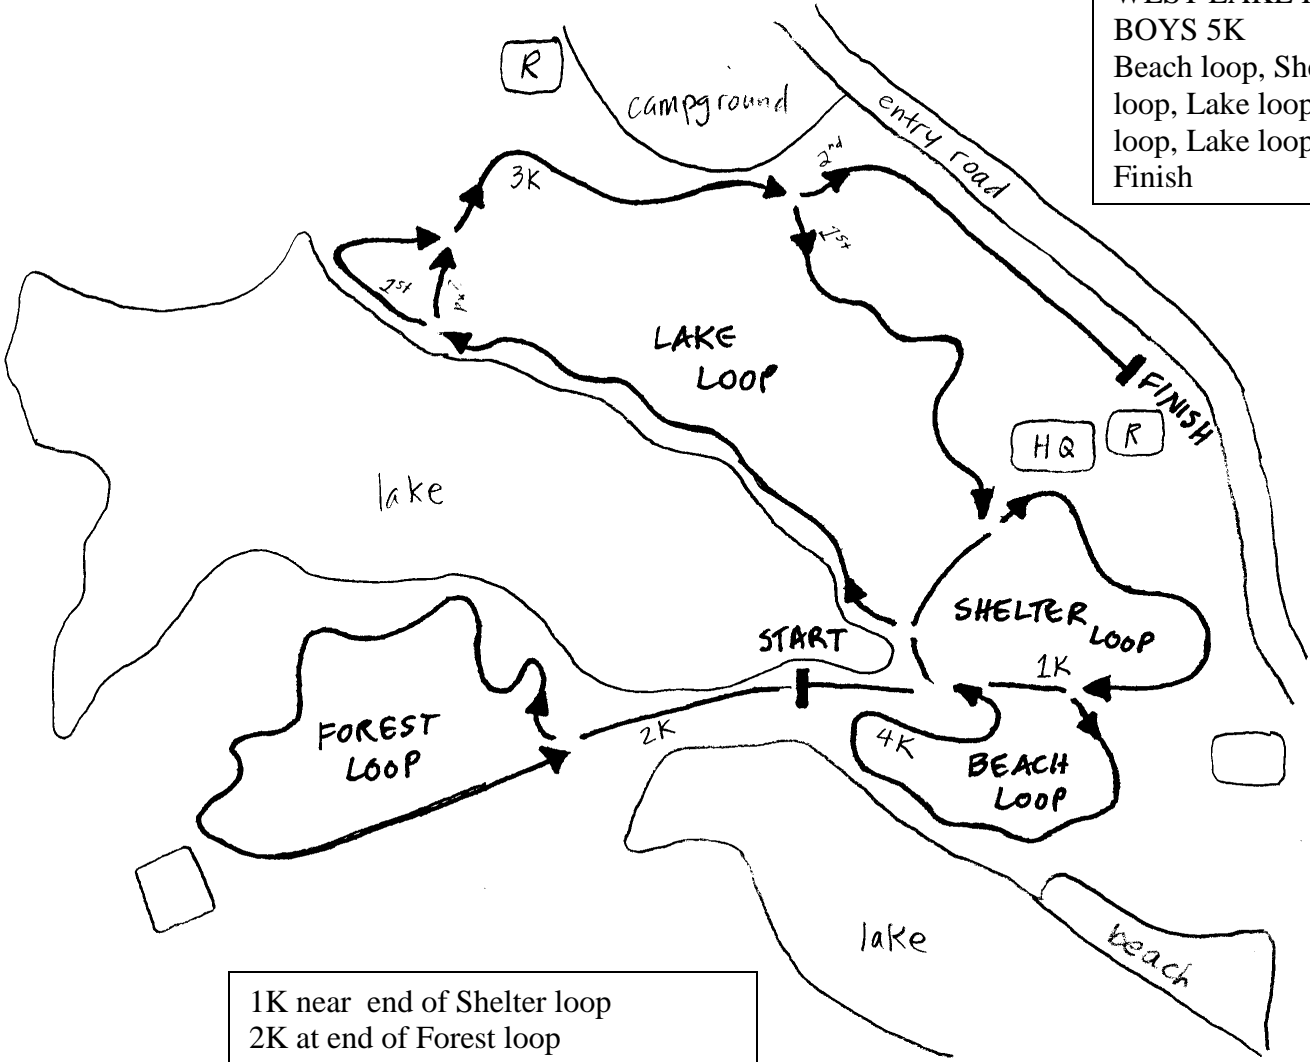 BOYS 5K
Beach loop, She
loop, Lake loop
loop, Lake loop
Finish
R
campground
entry road
2nd
3K
1st
1st
2nd
LAKE
LOOP
FINISH
HQ
R
lake
SHELTER
LOOP
START
1K
FOREST
LOOP
2K
4K
BEACH
LOOP
lake
beach
1K near end of Shelter loop
2K at end of Forest loop